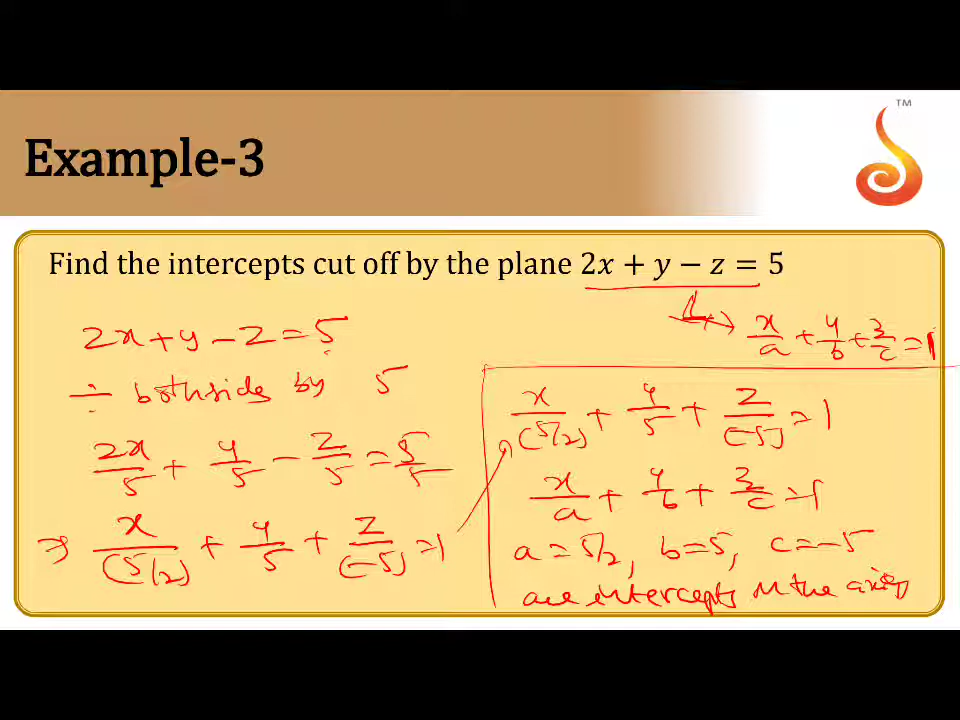 TM
Example-3
Find the intercepts cut off by the plane 2x + y − z = 5
x/a + y/b + z/c = 1
2x + y − z = 5
÷ bothside by 5
2x/5 + y/5 − z/5 = 5/5
⇒ x/(5/2) + y/5 + z/(−5) = 1
x/(5/2) + y/5 + z/(−5) = 1
x/a + y/b + z/c = 1
a = 5/2, b = 5, c = −5
are intercepts on the axies